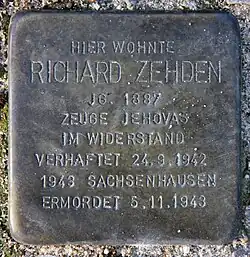 HIER WOHNTE
RICHARD ZEHDEN
JG. 1887
ZEUGE JEHOVAS
IM WIDERSTAND
VERHAFTET 24.9.1942
1943 SACHSENHAUSEN
ERMORDET 5.11.1943